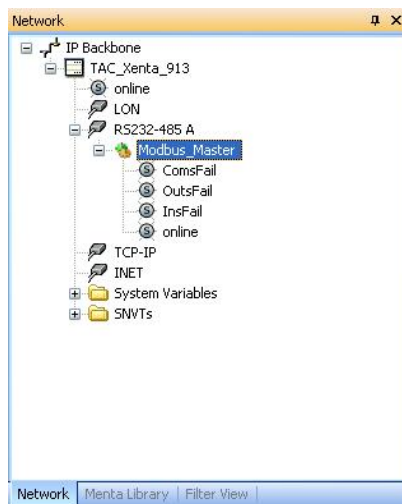 Network
IP Backbone
TAC_Xenta_913
online
LON
RS232-485 A
Modbus_Master
ComsFail
OutsFail
InsFail
online
TCP-IP
INET
System Variables
SNVTs
Network Menta Library Filter View